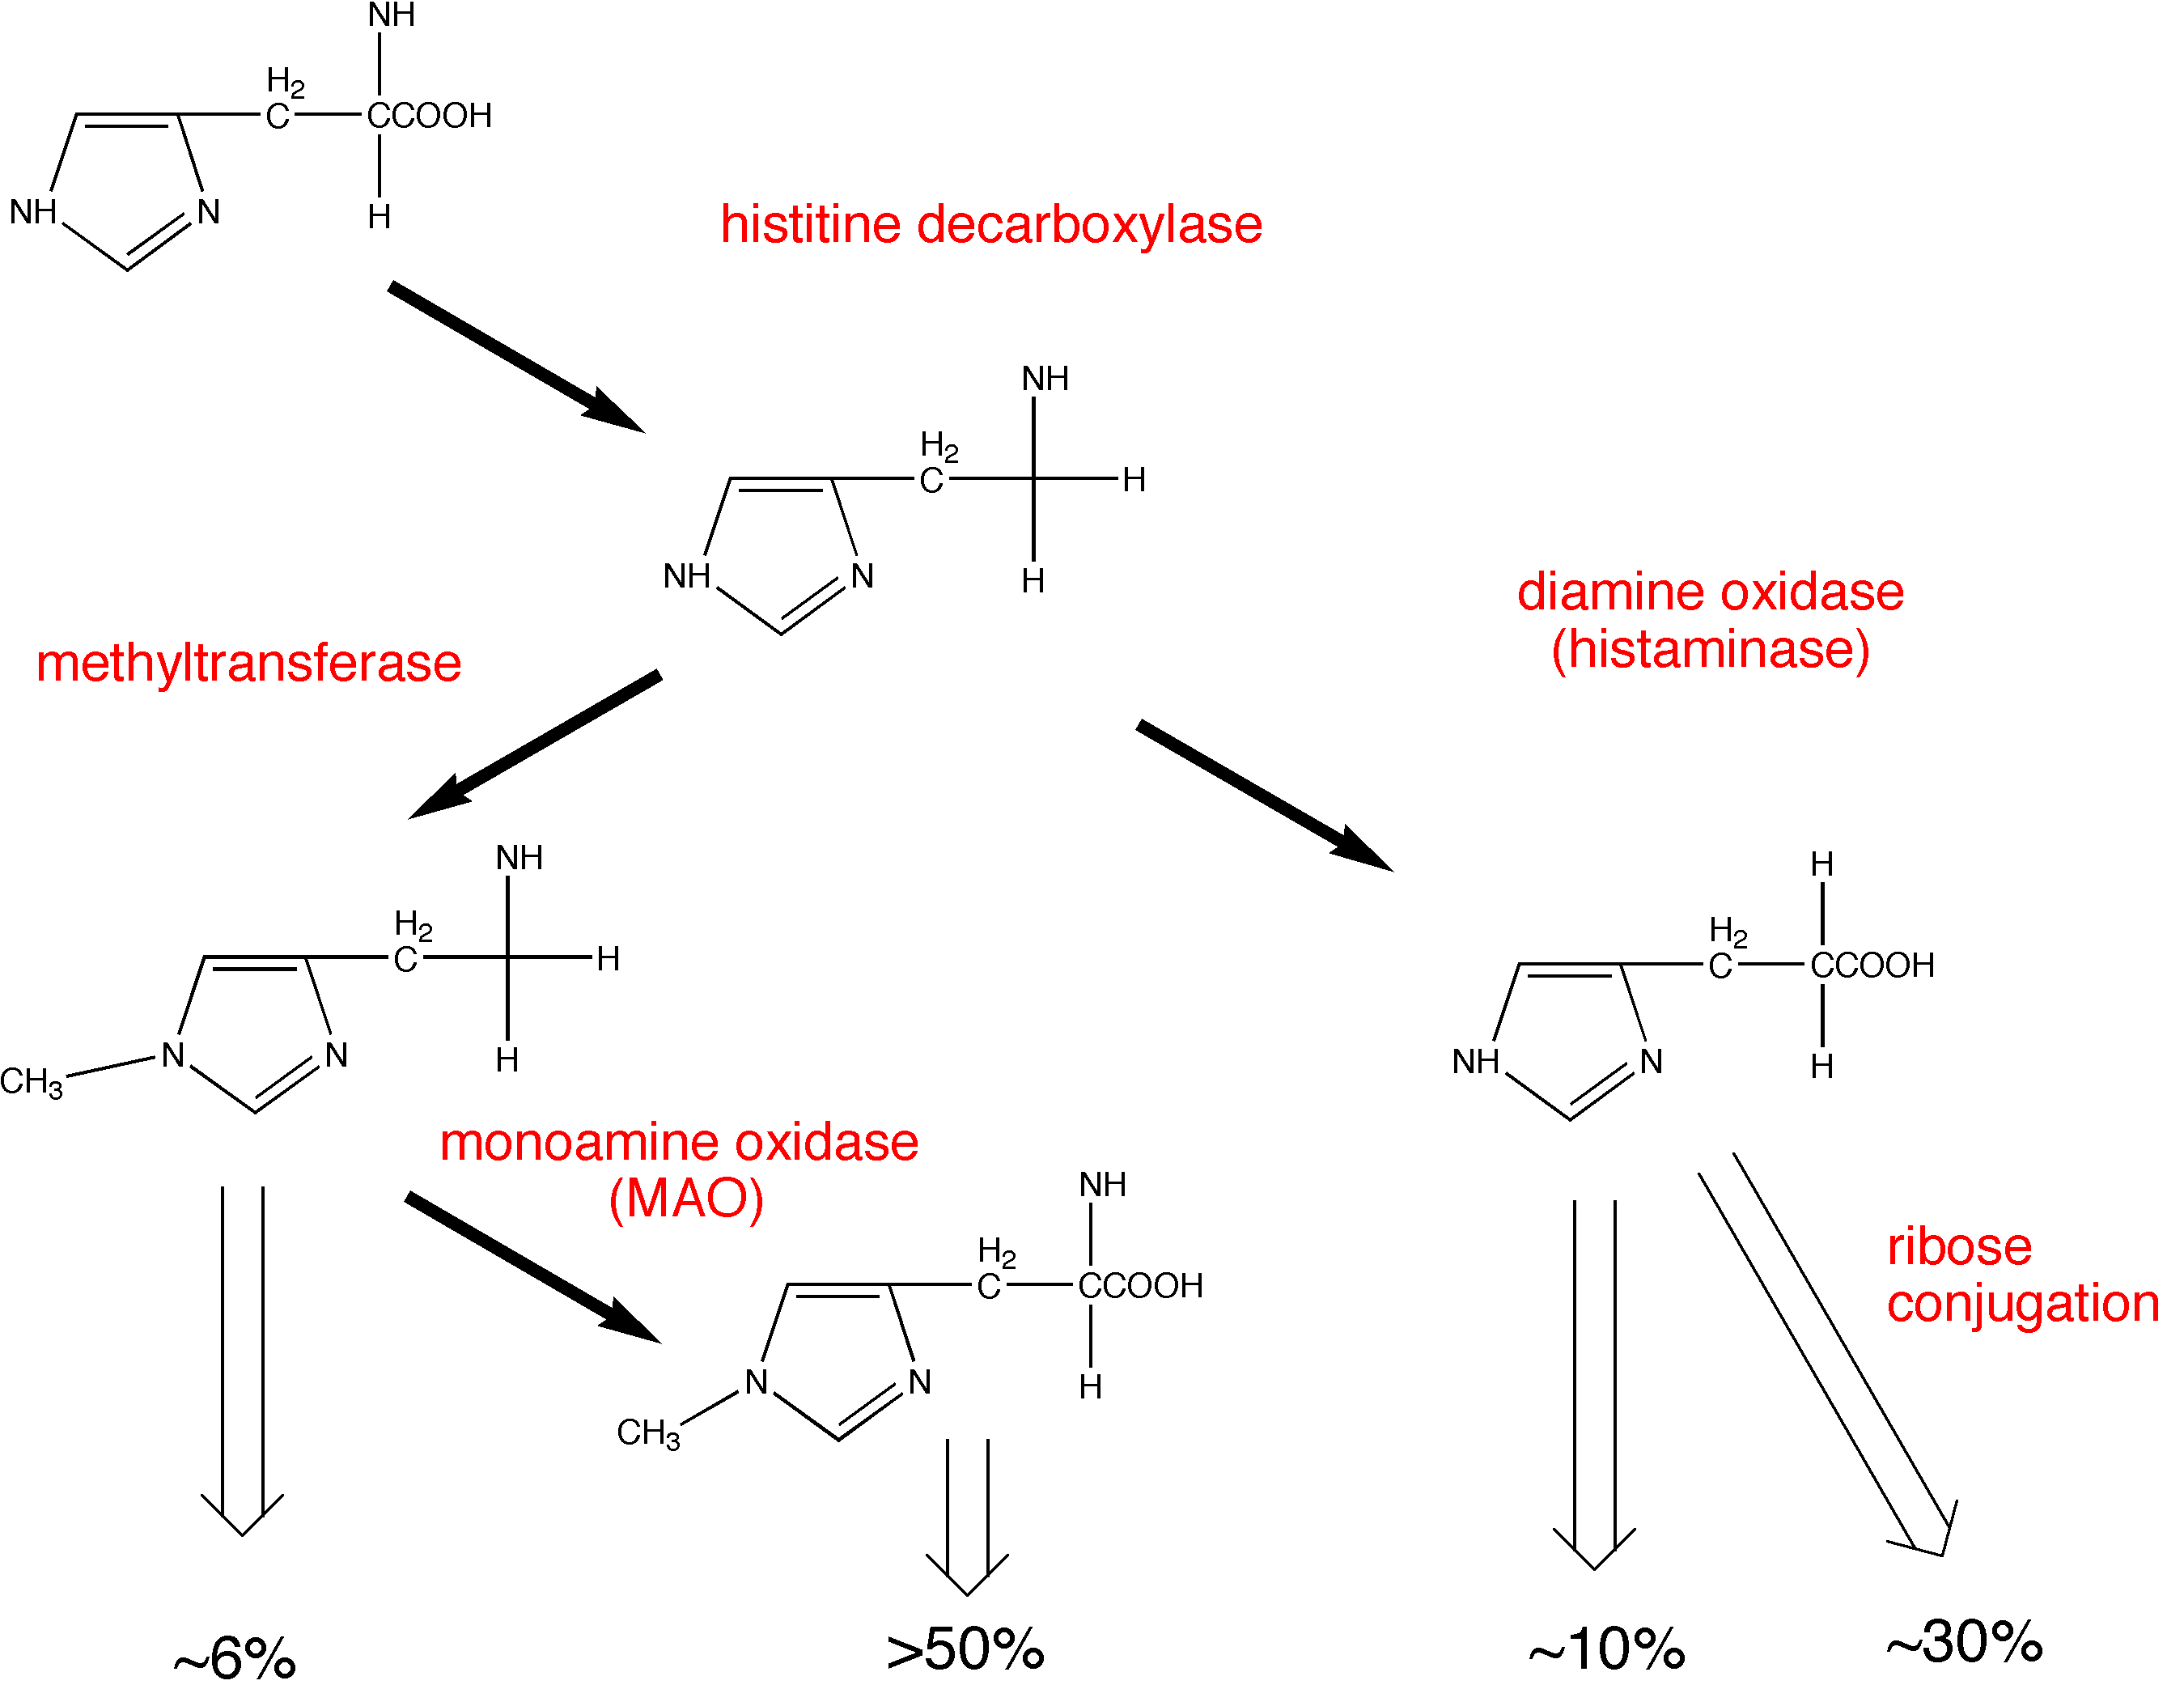 NH
H2
C
CCOOH
NH
N
H
histitine decarboxylase
NH
H2
C
H
NH
N
H
diamine oxidase
(histaminase)
methyltransferase
NH
H2
C
H
N
N
H
CH3
H
H2
C
CCOOH
NH
N
H
monoamine oxidase
(MAO)
NH
H2
C
CCOOH
N
N
H
CH3
ribose
conjugation
~6%
>50%
~10%
~30%